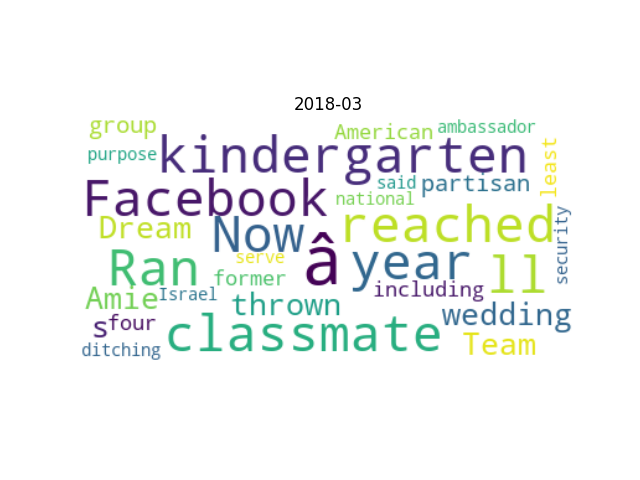 2018-03
group
American
ambassador
purpose
kindergarten
least
said
partisan
Facebook
national
Dream
Now
reached
security
Ran
serve
â
year
ll
former
Amie
Israel
including
thrown
wedding
s
four
classmate
Team
ditching